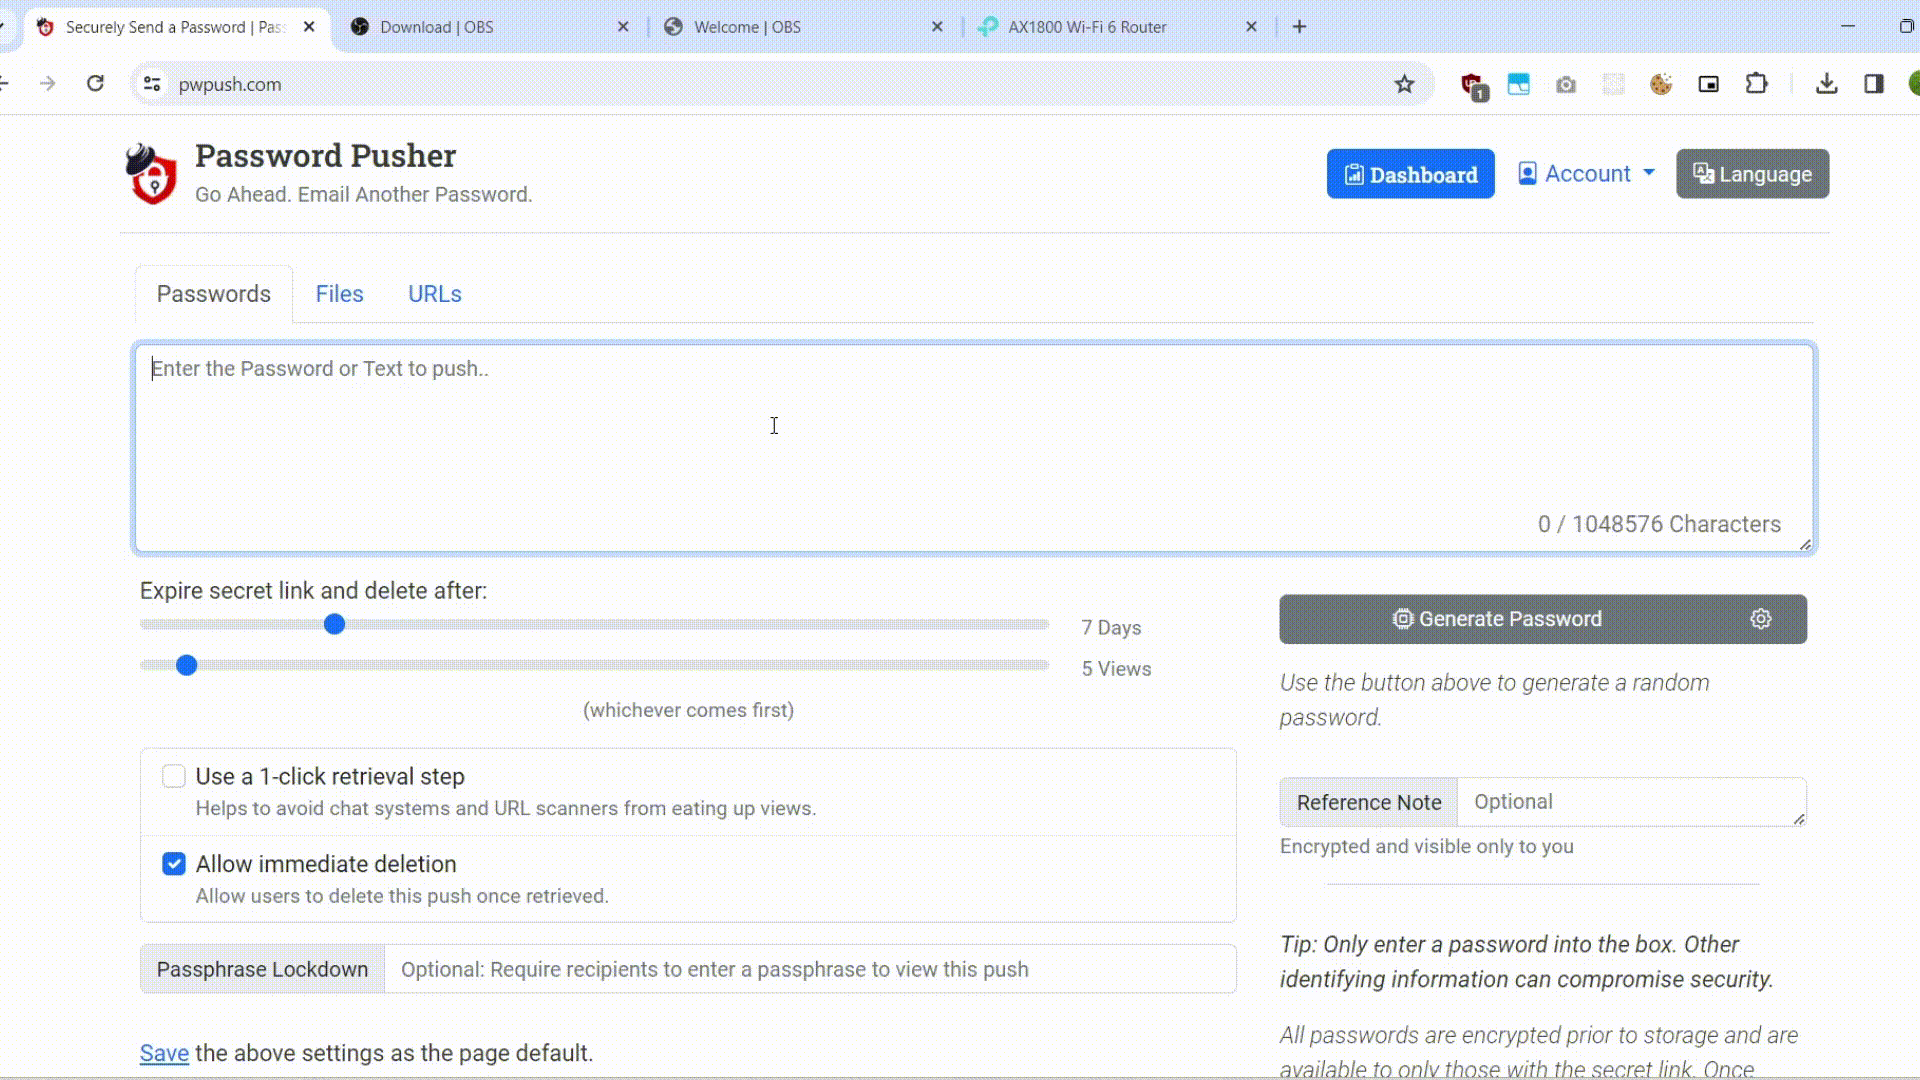 Securely Send a Password | Pas
Download | OBS
Welcome | OBS
AX1800 Wi-Fi 6 Router
pwpush.com
1
Password Pusher
Go Ahead. Email Another Password.
Dashboard
Account
Language
Passwords
Files
URLs
Enter the Password or Text to push..
0 / 1048576 Characters
Expire secret link and delete after:
7 Days
5 Views
(whichever comes first)
Generate Password
Use the button above to generate a random
password.
Use a 1-click retrieval step
Helps to avoid chat systems and URL scanners from eating up views.
Allow immediate deletion
Allow users to delete this push once retrieved.
Reference Note
Optional
Encrypted and visible only to you
Passphrase Lockdown
Optional: Require recipients to enter a passphrase to view this push
Tip: Only enter a password into the box. Other
identifying information can compromise security.
Save the above settings as the page default.
All passwords are encrypted prior to storage and are
available to only those with the secret link. Once